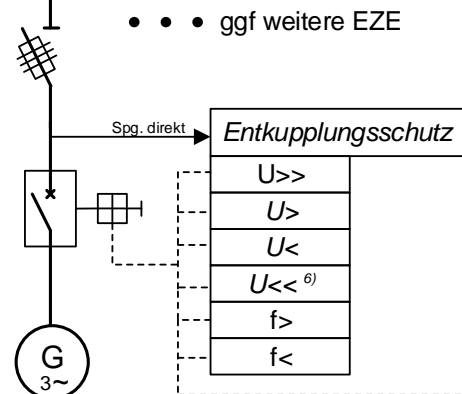 • • • ggf weitere EZE
Spg. direkt
Entkupplungsschutz
U>>
U>
U<
U<< 6)
f>
f<
G
3~